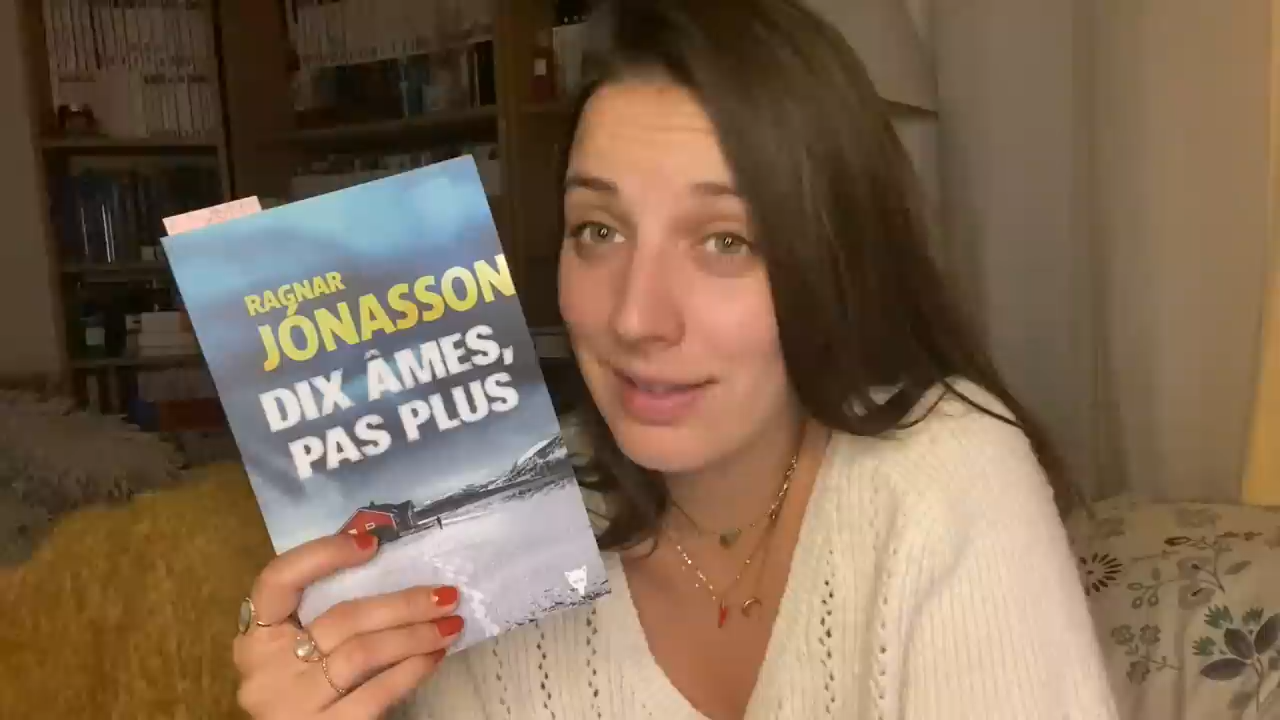 RAGNAR
JÓNASSON
DIX ÂMES,
PAS PLUS